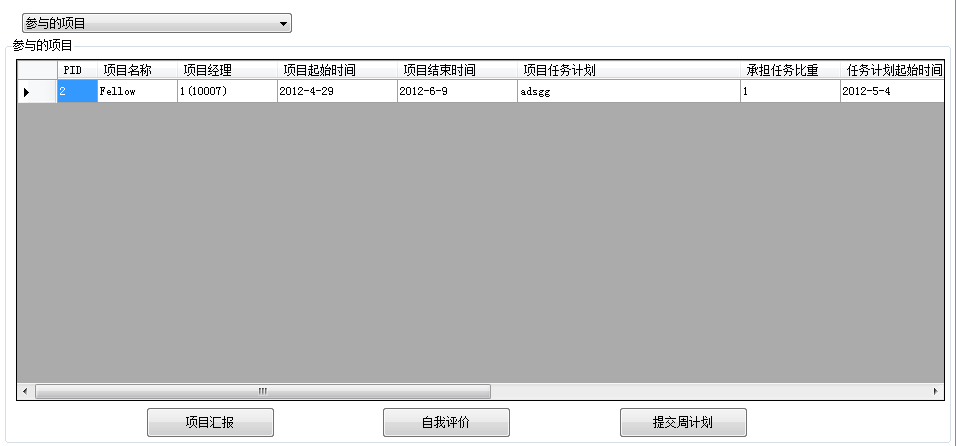 参与的项目
参与的项目
PID 项目名称 项目经理 项目起始时间 项目结束时间 项目任务计划 承担任务比重 任务计划起始时间
2 Fellow 1(10007) 2012-4-29 2012-6-9 adsgg 1 2012-5-4
项目汇报 自我评价 提交周计划